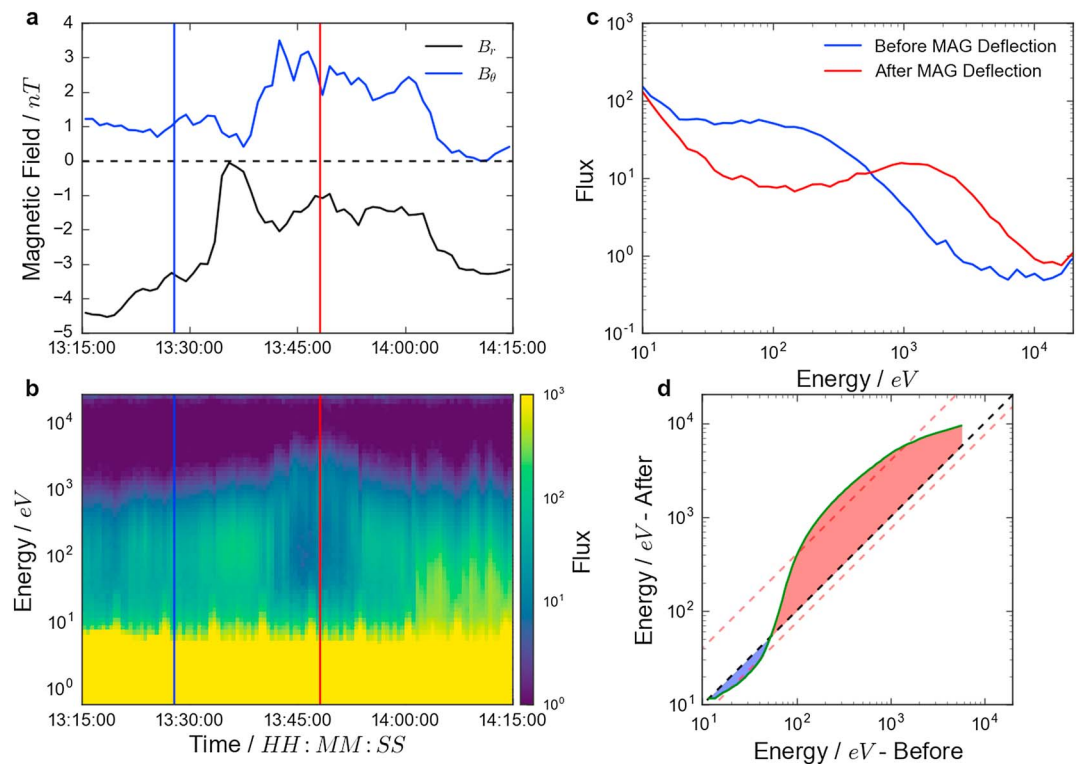 a
Magnetic Field / nT
4
3
2
1
0
−1
−2
−3
−4
−5
B_r
B_θ
13:15:00 13:30:00 13:45:00 14:00:00 14:15:00
b
Energy / eV
10^4
10^3
10^2
10^1
10^0
13:15:00 13:30:00 13:45:00 14:00:00 14:15:00
Time / HH : MM : SS
10^3
10^2
10^1
10^0
Flux
c
Flux
10^3
10^2
10^1
10^0
10^-1
Before MAG Deflection
After MAG Deflection
10^1 10^2 10^3 10^4
Energy / eV
d
Energy / eV - After
10^4
10^3
10^2
10^1
10^1 10^2 10^3 10^4
Energy / eV - Before